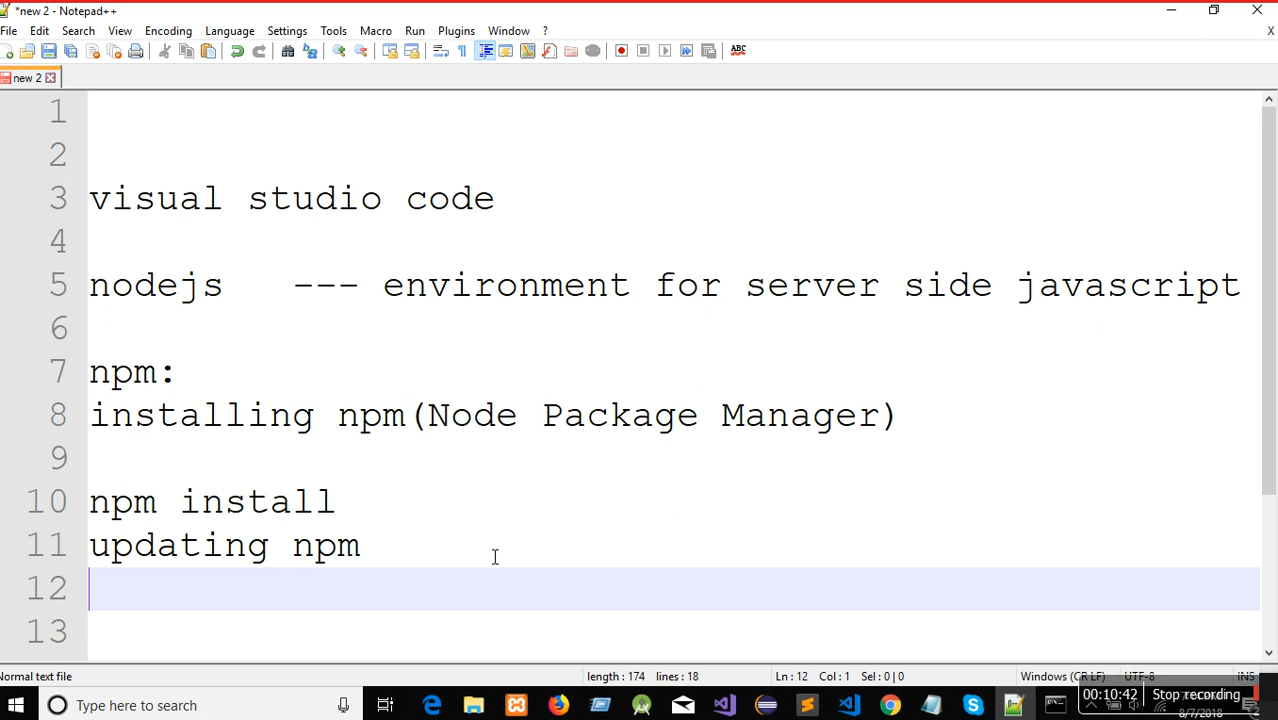 *new 2 - Notepad++
File Edit Search View Encoding Language Settings Tools Macro Run Plugins Window ? X
ABC
new 2
1
2
3 visual studio code
4
5 nodejs --- environment for server side javascript
6
7 npm:
8 installing npm(Node Package Manager)
9
10 npm install
11 updating npm
12
13
Normal text file length : 174 lines : 18 Ln : 12 Col : 1 Sel : 0 | 0 Windows (CR LF) UTF-8 INS
Type here to search 00:10:42 Stop recording
8/7/2018